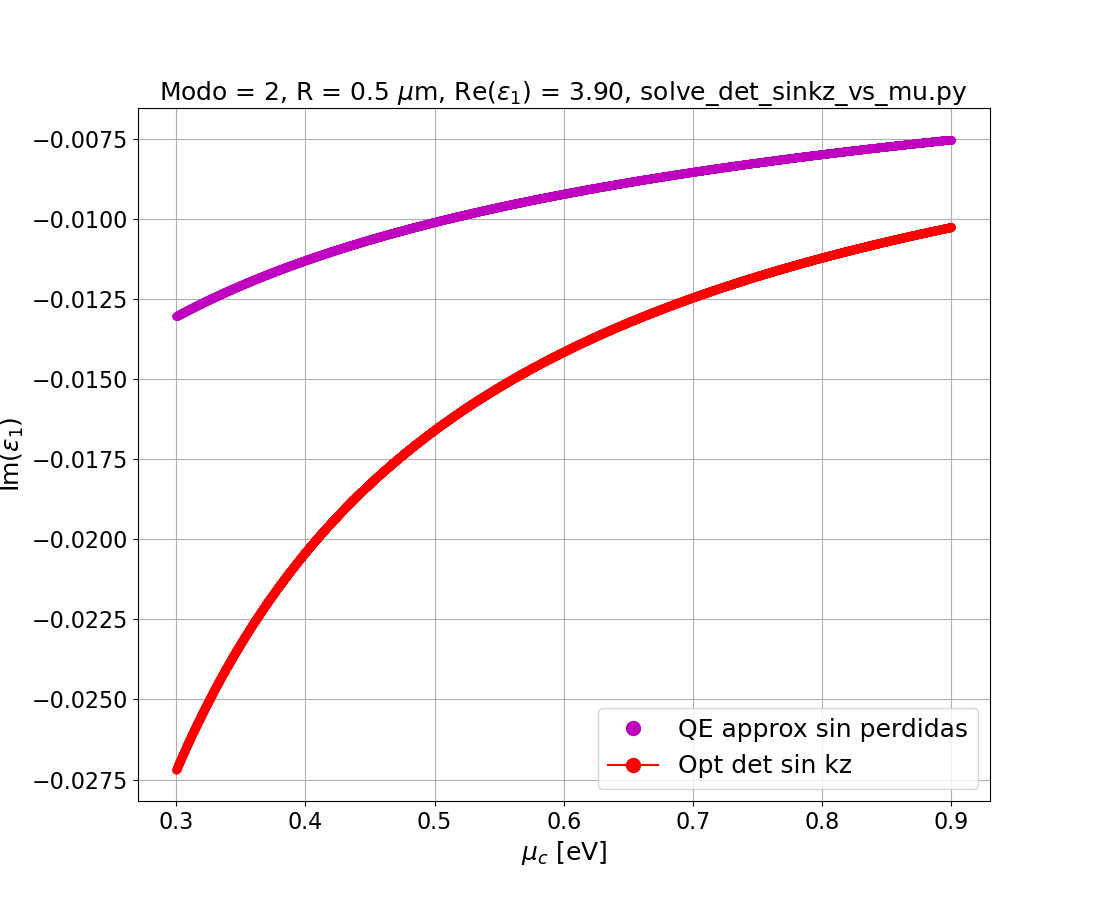 Modo = 2, R = 0.5 μm, Re(ε₁) = 3.90, solve_det_sinkz_vs_mu.py
−0.0075
−0.0100
−0.0125
−0.0150
−0.0175
−0.0200
−0.0225
−0.0250
−0.0275
Im(ε₁)
QE approx sin perdidas
Opt det sin kz
0.3 0.4 0.5 0.6 0.7 0.8 0.9
μ_c [eV]